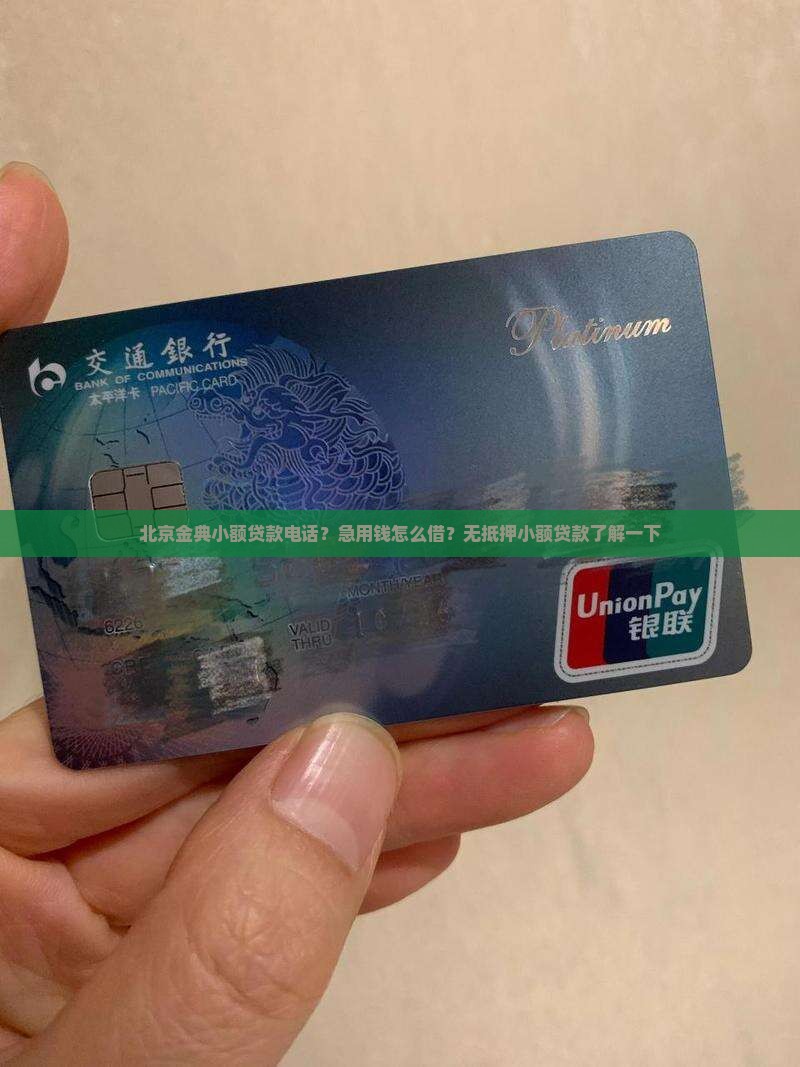 交通銀行
BANK OF COMMUNICATIONS
太平洋卡 PACIFIC CARD
Platinum
北京金典小额贷款电话？急用钱怎么借？无抵押小额贷款了解一下
MONTH/YEAR
6226
VALID
THRU
UnionPay
银联